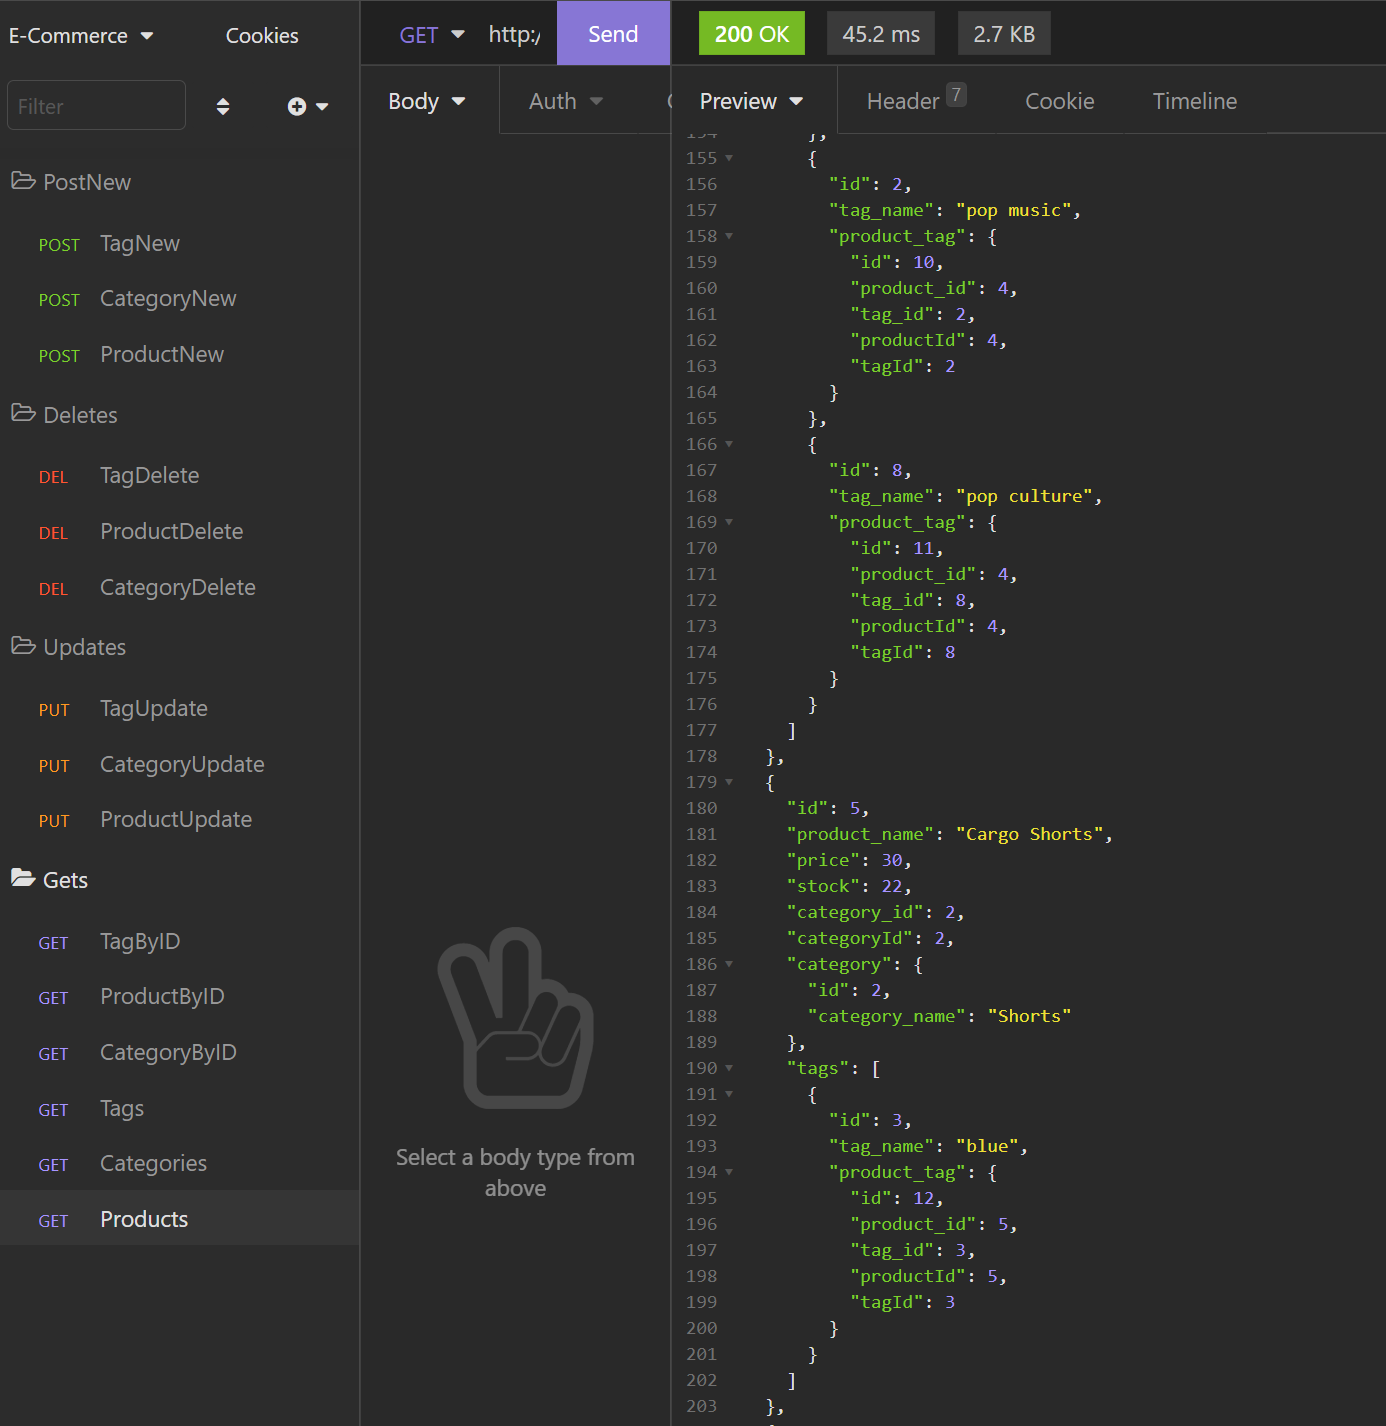 E-Commerce
Cookies
Filter
PostNew
POST TagNew
POST CategoryNew
POST ProductNew
Deletes
DEL TagDelete
DEL ProductDelete
DEL CategoryDelete
Updates
PUT TagUpdate
PUT CategoryUpdate
PUT ProductUpdate
Gets
GET TagByID
GET ProductByID
GET CategoryByID
GET Tags
GET Categories
GET Products
GET http:/ Send
Body Auth
Select a body type from
above
200 OK 45.2 ms 2.7 KB
Preview Header 7 Cookie Timeline
154 },
155 {
156 "id": 2,
157 "tag_name": "pop music",
158 "product_tag": {
159 "id": 10,
160 "product_id": 4,
161 "tag_id": 2,
162 "productId": 4,
163 "tagId": 2
164 }
165 },
166 {
167 "id": 8,
168 "tag_name": "pop culture",
169 "product_tag": {
170 "id": 11,
171 "product_id": 4,
172 "tag_id": 8,
173 "productId": 4,
174 "tagId": 8
175 }
176 }
177 ]
178 },
179 {
180 "id": 5,
181 "product_name": "Cargo Shorts",
182 "price": 30,
183 "stock": 22,
184 "category_id": 2,
185 "categoryId": 2,
186 "category": {
187 "id": 2,
188 "category_name": "Shorts"
189 },
190 "tags": [
191 {
192 "id": 3,
193 "tag_name": "blue",
194 "product_tag": {
195 "id": 12,
196 "product_id": 5,
197 "tag_id": 3,
198 "productId": 5,
199 "tagId": 3
200 }
201 }
202 ]
203 },